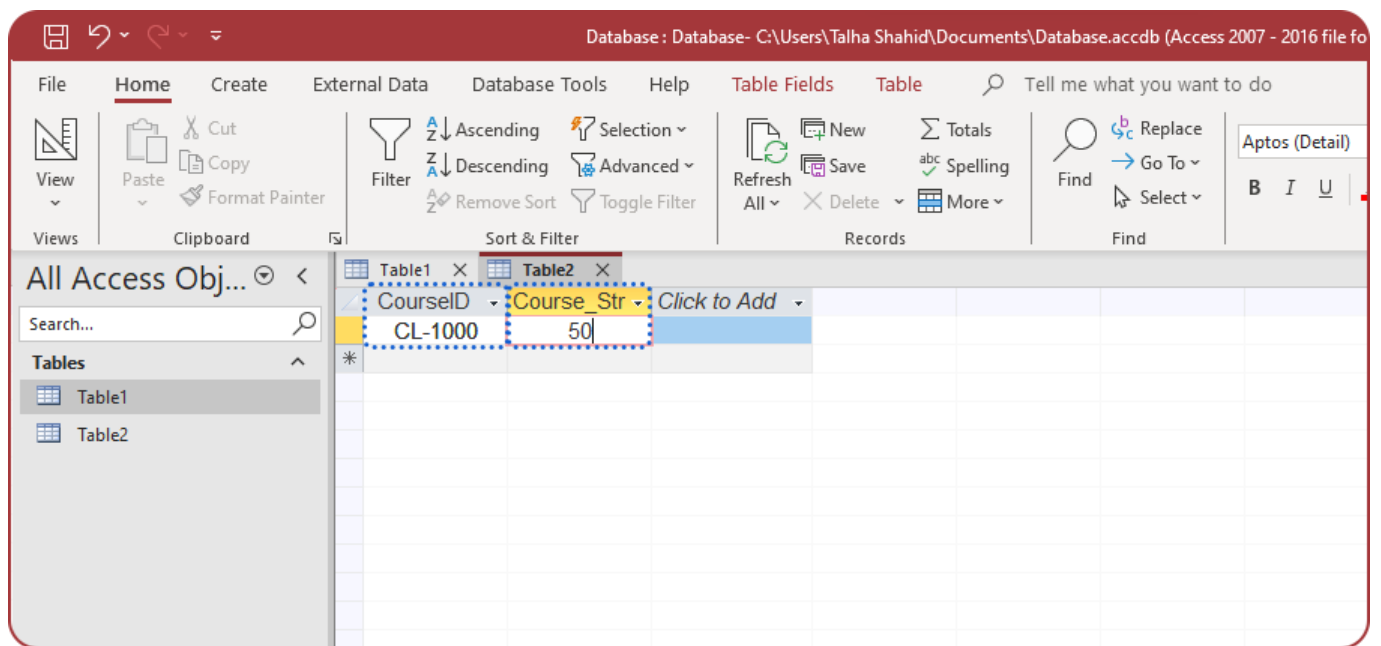 Database : Database- C:\Users\Talha Shahid\Documents\Database.accdb (Access 2007 - 2016 file fo
File Home Create External Data Database Tools Help Table Fields Table Tell me what you want to do
View
Views
Paste
Cut
Copy
Format Painter
Clipboard
Filter
Ascending
Descending
Remove Sort
Selection
Advanced
Toggle Filter
Sort & Filter
Refresh
All
New
Save
Delete
Totals
Spelling
More
Records
Find
Replace
Go To
Select
Find
Aptos (Detail)
B I U
All Access Obj...
Search...
Tables
Table1
Table2
Table1 Table2
CourseID Course_Str Click to Add
CL-1000 50